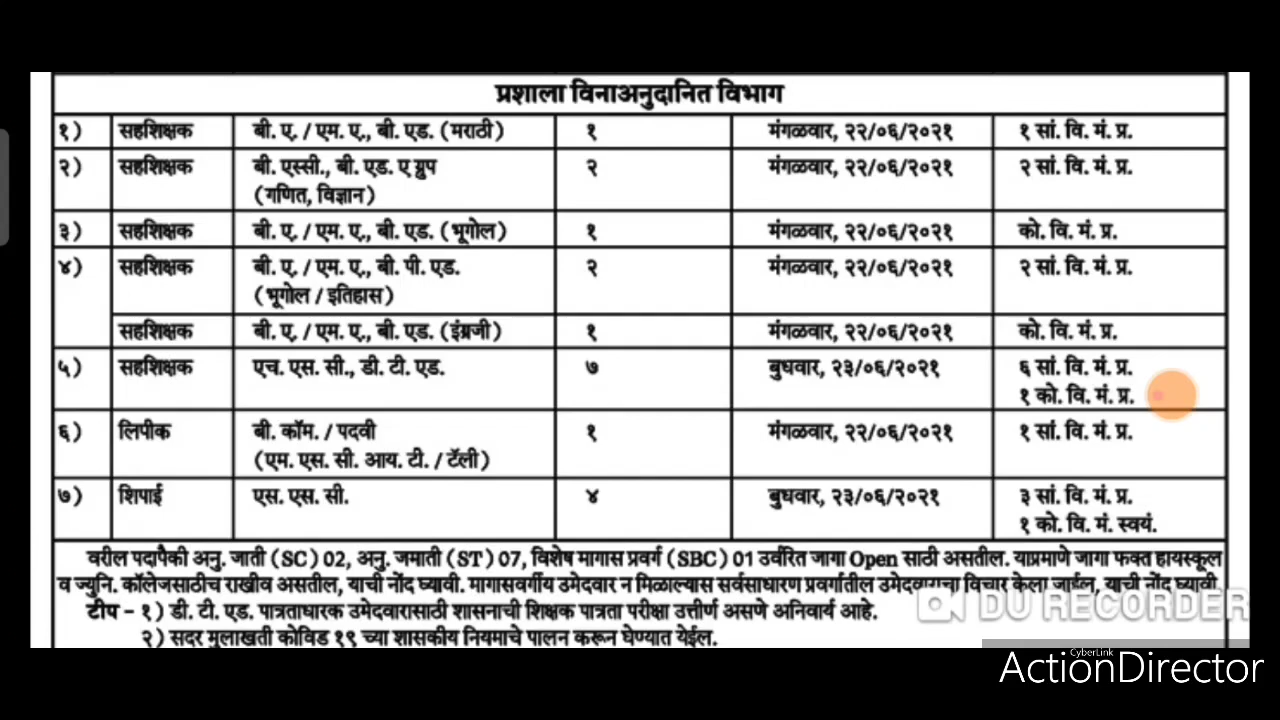 प्रशाला विनाअनुदानित विभाग
१) सहशिक्षक बी. ए. / एम. ए., बी. एड. (मराठी) १ मंगळवार, २२/०६/२०२१ १ सां. वि. मं. प्र.
२) सहशिक्षक बी. एस्सी., बी. एड. ए ग्रुप २ मंगळवार, २२/०६/२०२१ २ सां. वि. मं. प्र.
(गणित, विज्ञान)
३) सहशिक्षक बी. ए. / एम. ए., बी. एड. (भूगोल) १ मंगळवार, २२/०६/२०२१ को. वि. मं. प्र.
४) सहशिक्षक बी. ए. / एम. ए., बी. पी. एड. २ मंगळवार, २२/०६/२०२१ २ सां. वि. मं. प्र.
(भूगोल / इतिहास)
सहशिक्षक बी. ए. / एम. ए., बी. एड. (इंग्रजी) १ मंगळवार, २२/०६/२०२१ को. वि. मं. प्र.
५) सहशिक्षक एच. एस. सी., डी. टी. एड. ७ बुधवार, २३/०६/२०२१ ६ सां. वि. मं. प्र.
१ को. वि. मं. प्र.
६) लिपीक बी. कॉम. / पदवी १ मंगळवार, २२/०६/२०२१ १ सां. वि. मं. प्र.
(एम. एस. सी. आय. टी. / टॅली)
७) शिपाई एस. एस. सी. ४ बुधवार, २३/०६/२०२१ ३ सां. वि. मं. प्र.
१ को. वि. मं. स्वयं.
वरील पदापैकी अनु. जाती (SC) 02, अनु. जमाती (ST) 07, विशेष मागास प्रवर्ग (SBC) 01 उर्वरित जागा Open साठी असतील. याप्रमाणे जागा फक्त हायस्कूल
व ज्युनि. कॉलेजसाठीच राखीव असतील, याची नोंद घ्यावी. मागासवर्गीय उमेदवार न मिळाल्यास सर्वसाधारण प्रवर्गातील उमेदवाराचा विचार केला जाईल, याची नोंद घ्यावी.
टीप - १) डी. टी. एड. पात्रताधारक उमेदवारासाठी शासनाची शिक्षक पात्रता परीक्षा उत्तीर्ण असणे अनिवार्य आहे.
DU RECORDER
२) सदर मुलाखती कोविड १९ च्या शासकीय नियमाचे पालन करून घेण्यात येईल.
CyberLink
ActionDirector